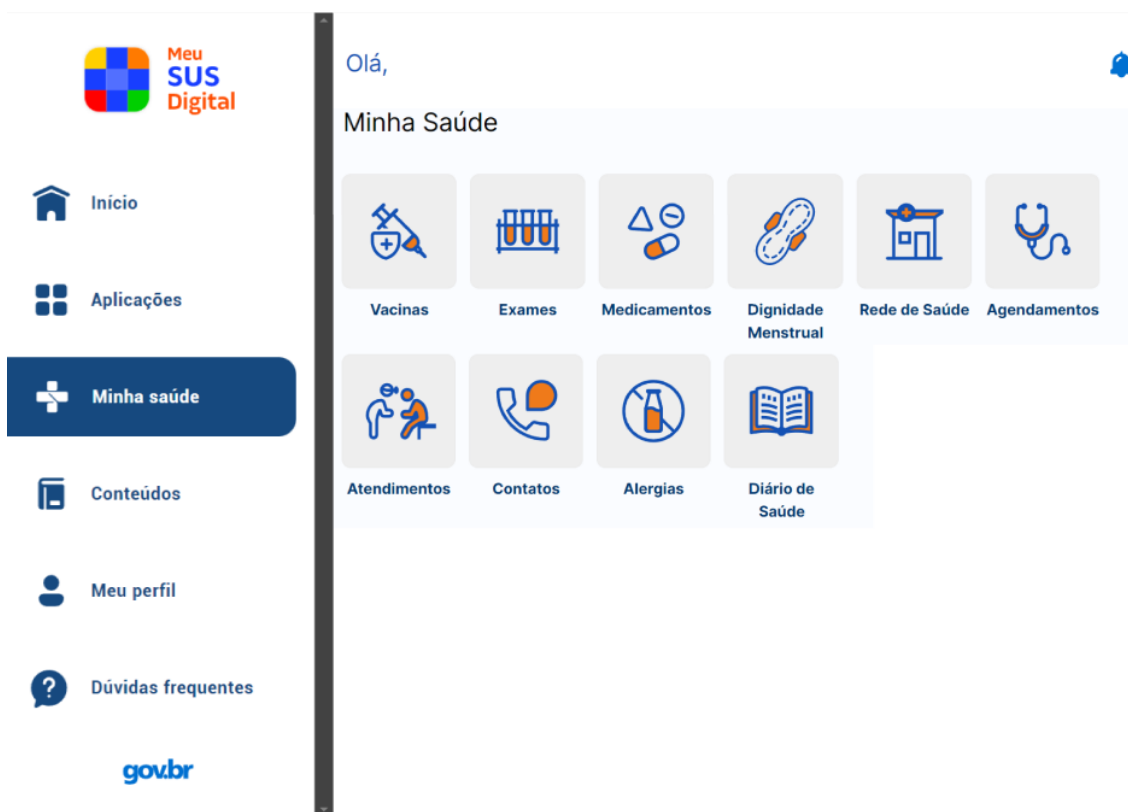 Meu
SUS
Digital
Início
Aplicações
Minha saúde
Conteúdos
Meu perfil
Dúvidas frequentes
gov.br
Olá,
Minha Saúde
Vacinas
Exames
Medicamentos
Dignidade
Menstrual
Rede de Saúde
Agendamentos
Atendimentos
Contatos
Alergias
Diário de
Saúde